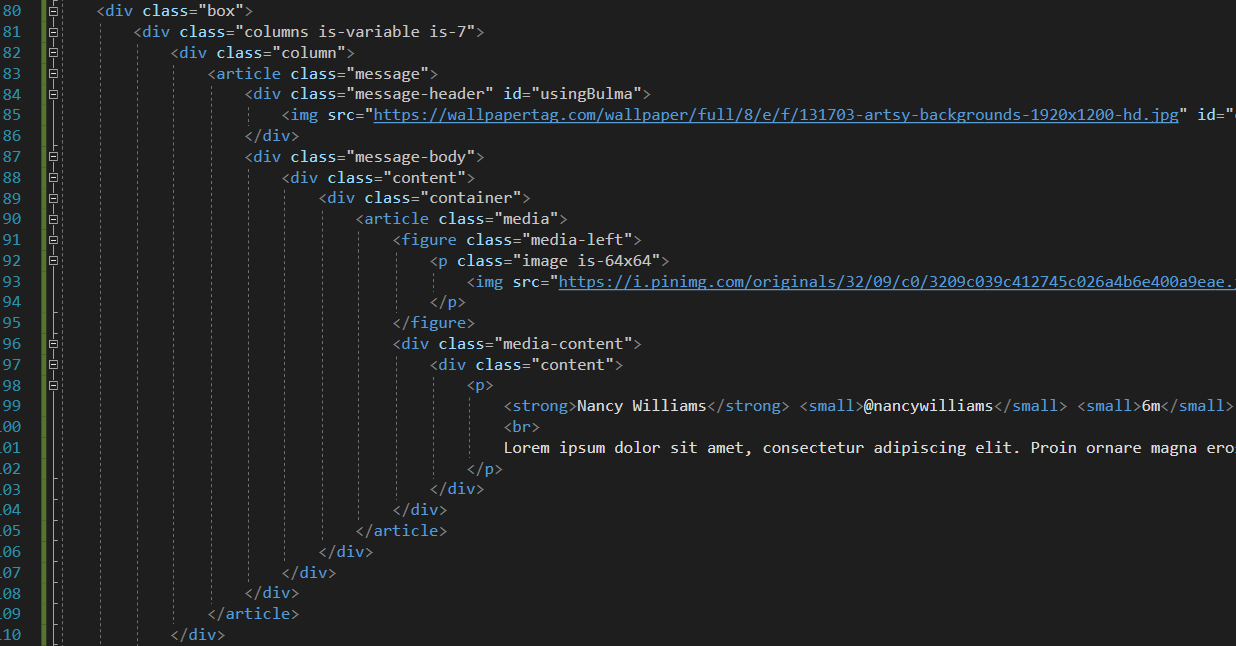 80 <div class="box">
81 <div class="columns is-variable is-7">
82 <div class="column">
83 <article class="message">
84 <div class="message-header" id="usingBulma">
85 <img src="https://wallpapertag.com/wallpaper/full/8/e/f/131703-artsy-backgrounds-1920x1200-hd.jpg" id="
86 </div>
87 <div class="message-body">
88 <div class="content">
89 <div class="container">
90 <article class="media">
91 <figure class="media-left">
92 <p class="image is-64x64">
93 <img src="https://i.pinimg.com/originals/32/09/c0/3209c039c412745c026a4b6e400a9eae.
94 </p>
95 </figure>
96 <div class="media-content">
97 <div class="content">
98 <p>
99 <strong>Nancy Williams</strong> <small>@nancywilliams</small> <small>6m</small>
00 <br>
01 Lorem ipsum dolor sit amet, consectetur adipiscing elit. Proin ornare magna ero
02 </p>
03 </div>
04 </div>
05 </article>
06 </div>
07 </div>
08 </div>
09 </article>
10 </div>